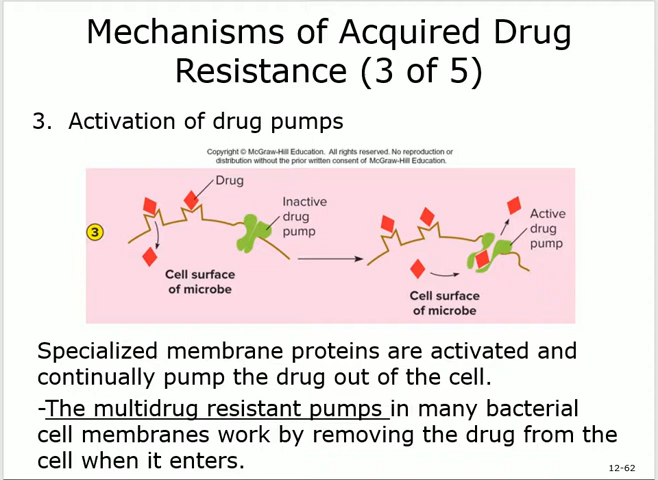 Mechanisms of Acquired Drug
Resistance (3 of 5)
3. Activation of drug pumps
Copyright © McGraw-Hill Education. All rights reserved. No reproduction or
distribution without the prior written consent of McGraw-Hill Education.
3
Drug
Inactive
drug
pump
Cell surface
of microbe
Active
drug
pump
Cell surface
of microbe
Specialized membrane proteins are activated and
continually pump the drug out of the cell.
-The multidrug resistant pumps in many bacterial
cell membranes work by removing the drug from the
cell when it enters.
12-62